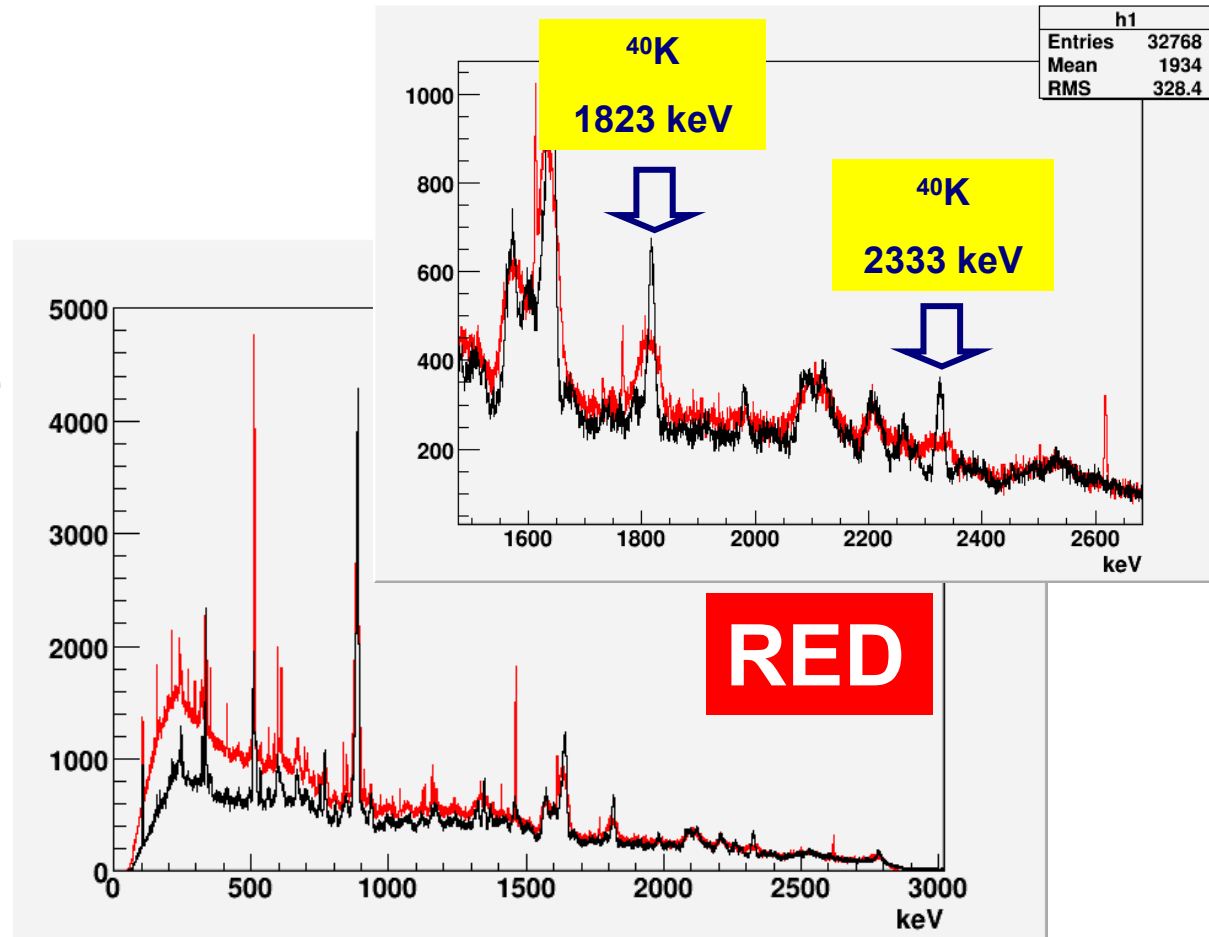 h1
Entries 32768
Mean 1934
RMS 328.4
⁴⁰K
1823 keV
⁴⁰K
2333 keV
1000
800
600
400
200
1600 1800 2000 2200 2400 2600
keV
5000
4000
3000
2000
1000
0
RED
0 500 1000 1500 2000 2500 3000
keV